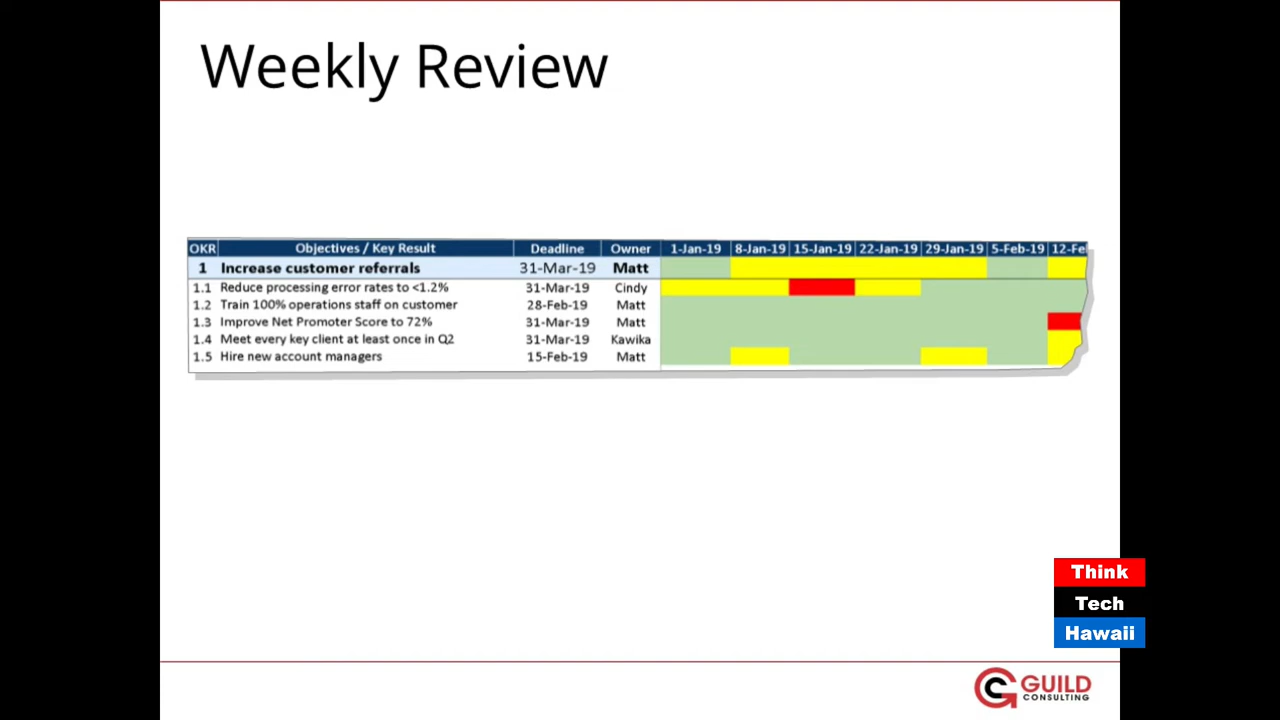 Weekly Review
OKR Objectives / Key Result Deadline Owner 1-Jan-19 8-Jan-19 15-Jan-19 22-Jan-19 29-Jan-19 5-Feb-19 12-Fe
1 Increase customer referrals 31-Mar-19 Matt
1.1 Reduce processing error rates to <1.2% 31-Mar-19 Cindy
1.2 Train 100% operations staff on customer 28-Feb-19 Matt
1.3 Improve Net Promoter Score to 72% 31-Mar-19 Matt
1.4 Meet every key client at least once in Q2 31-Mar-19 Kawika
1.5 Hire new account managers 15-Feb-19 Matt
Think
Tech
Hawaii
GUILD
CONSULTING